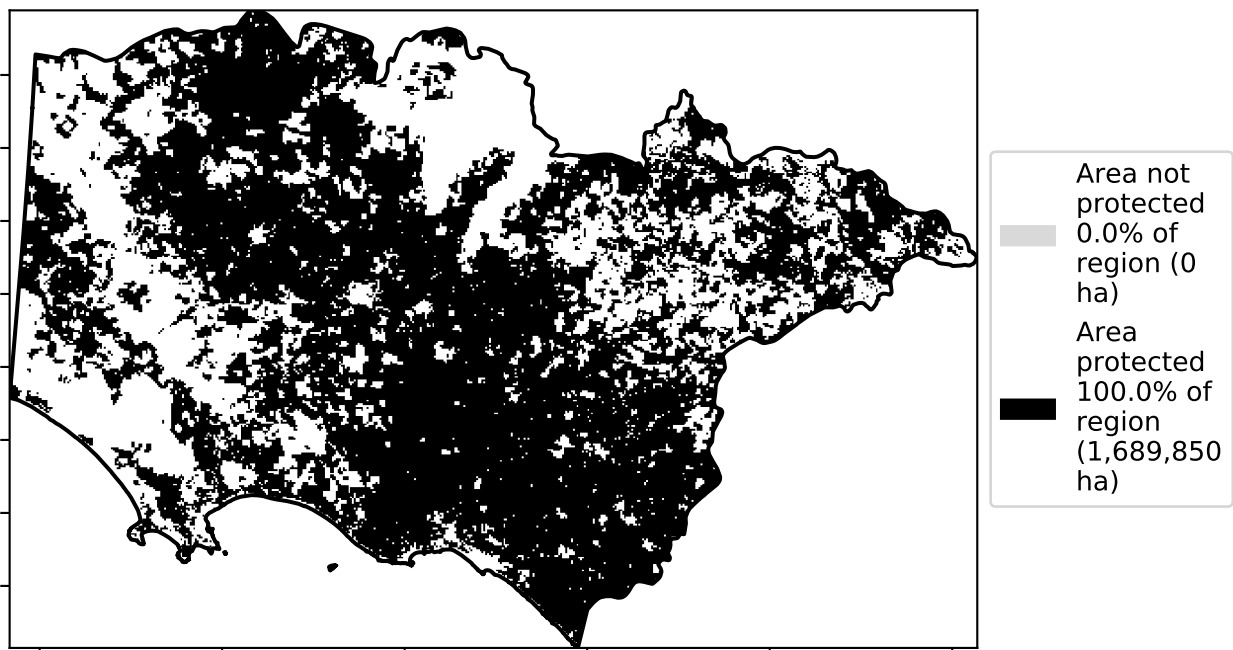 Area not
protected
0.0% of
region (0
ha)
Area
protected
100.0% of
region
(1,689,850
ha)